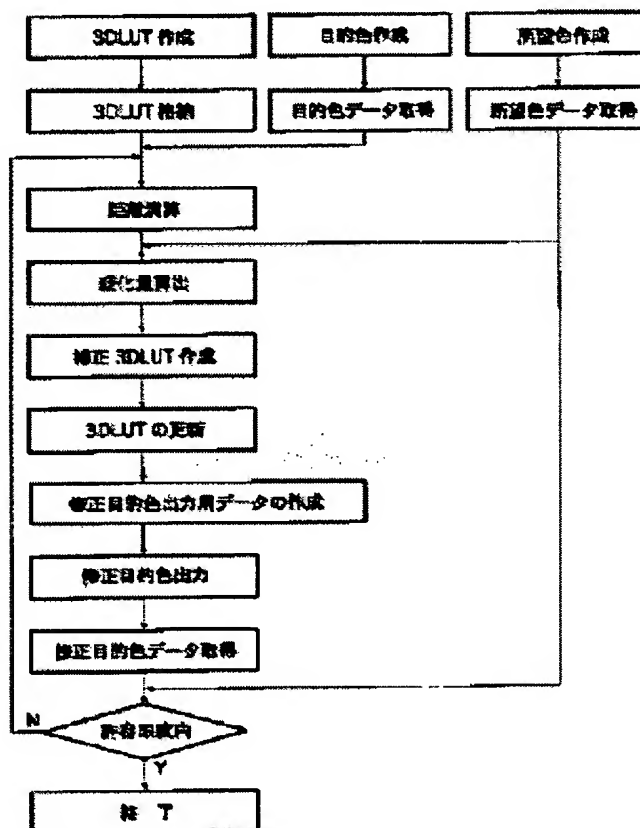 3DLUT 作成
目的色作成
所望色作成
3DLUT 格納
目的色データ取得
所望色データ取得
距離演算
変化量算出
修正 3DLUT 作成
3DLUT の更新
修正目的色出力用データの作成
修正目的色出力
修正目的色データ取得
許容限度内
N
Y
終 了